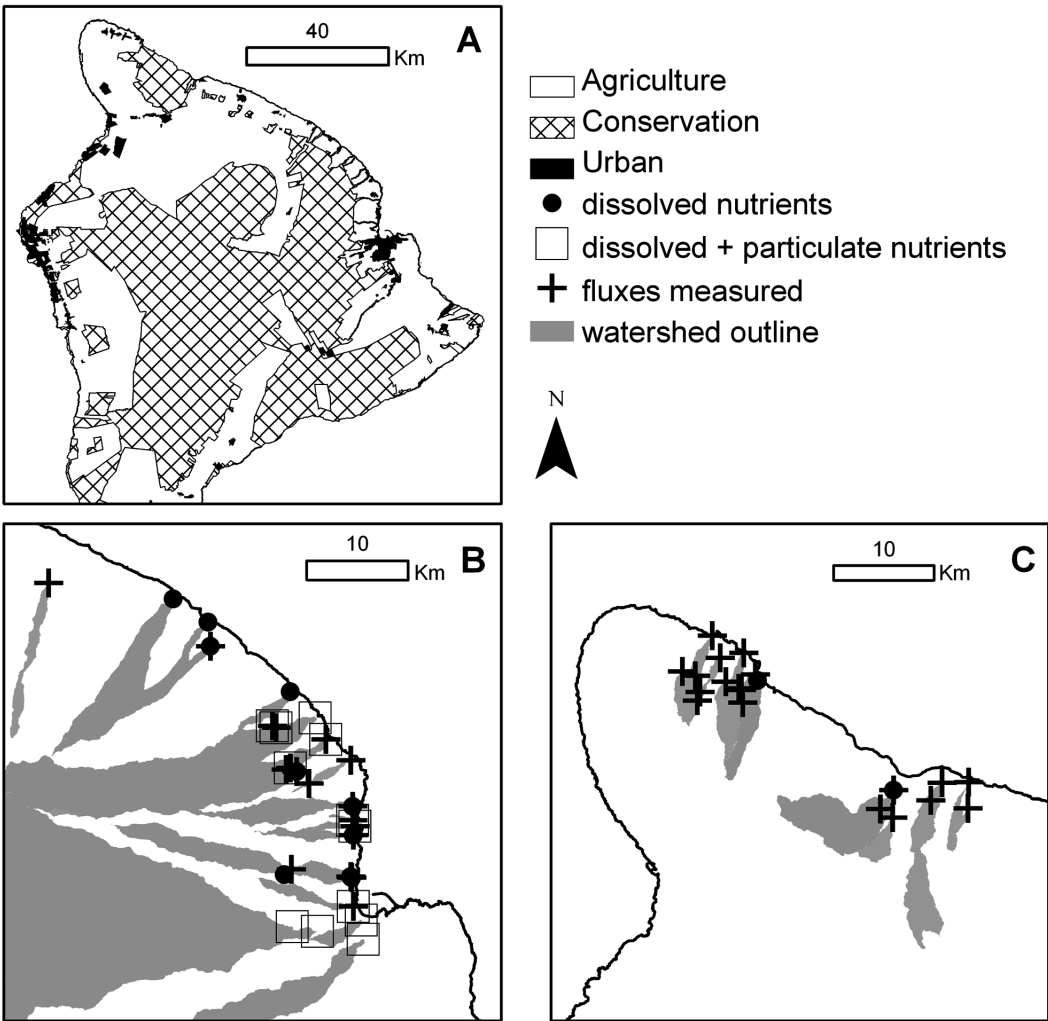 40
Km
A
Agriculture
Conservation
Urban
dissolved nutrients
dissolved + particulate nutrients
fluxes measured
watershed outline
N
10
Km
B
10
Km
C